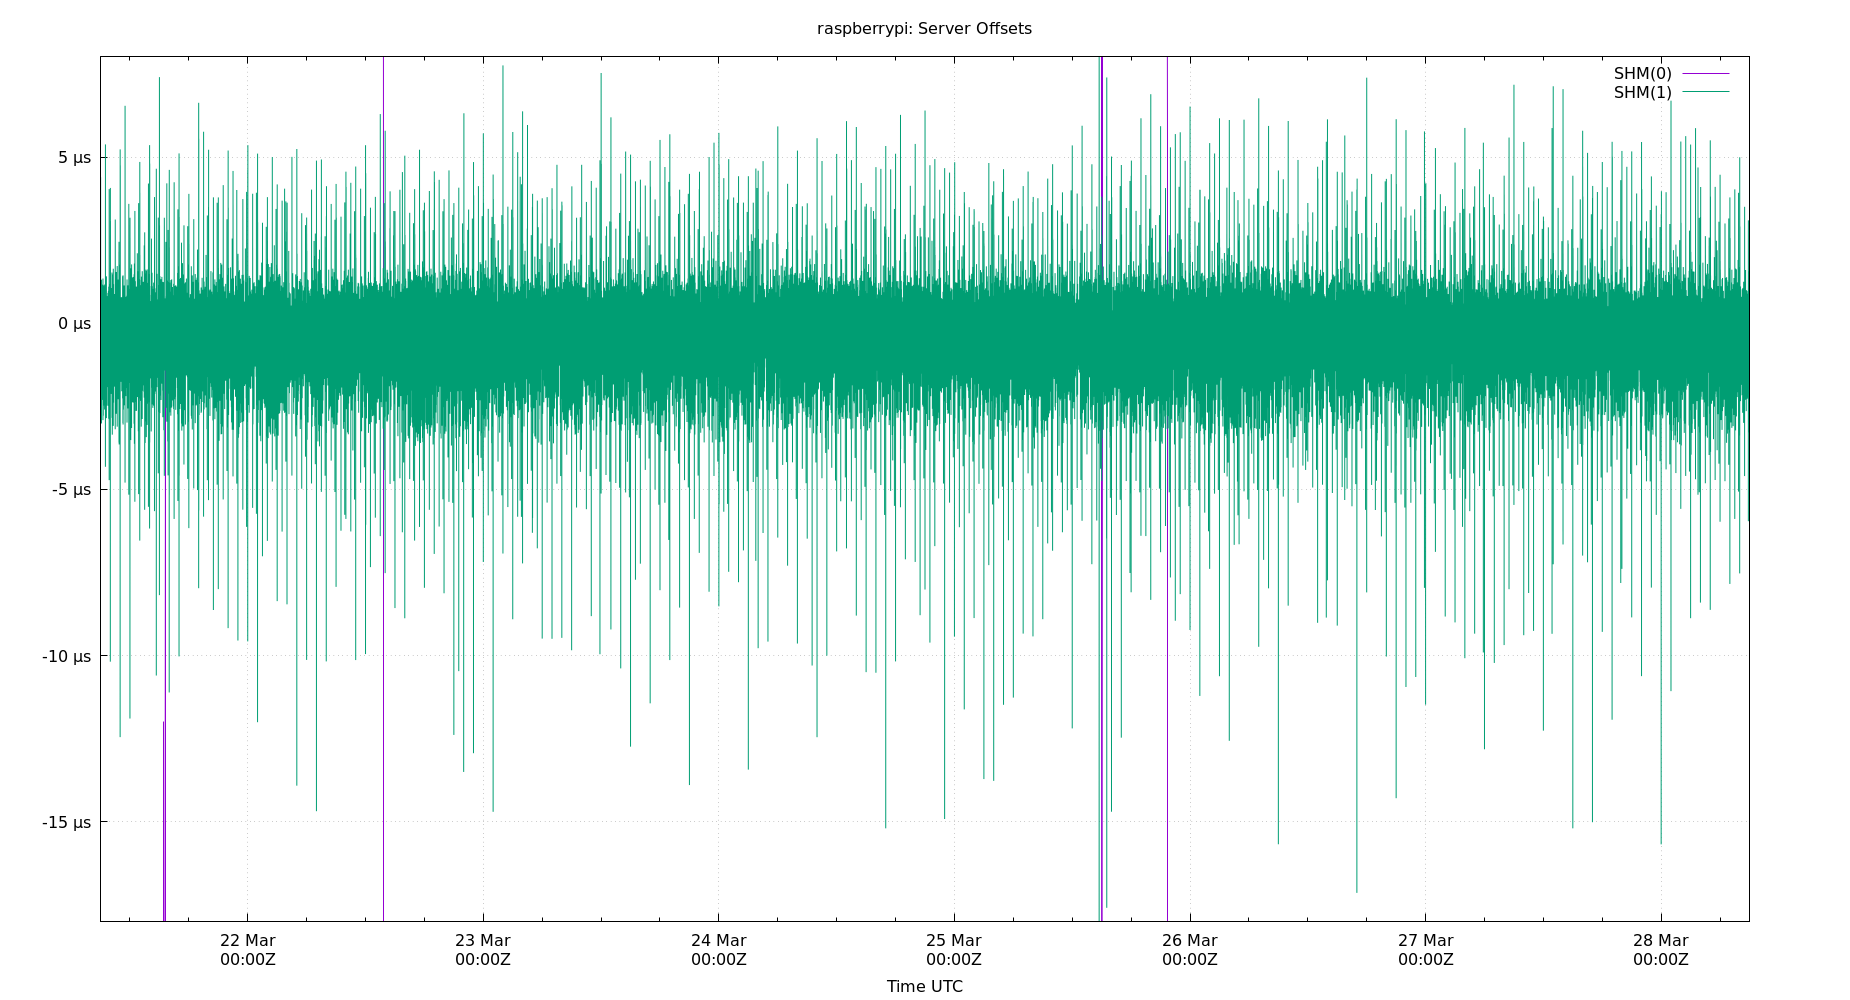 raspberrypi: Server Offsets
SHM(0)
SHM(1)
5 µs
0 µs
-5 µs
-10 µs
-15 µs
22 Mar 23 Mar 24 Mar 25 Mar 26 Mar 27 Mar 28 Mar
00:00Z 00:00Z 00:00Z 00:00Z 00:00Z 00:00Z 00:00Z
Time UTC